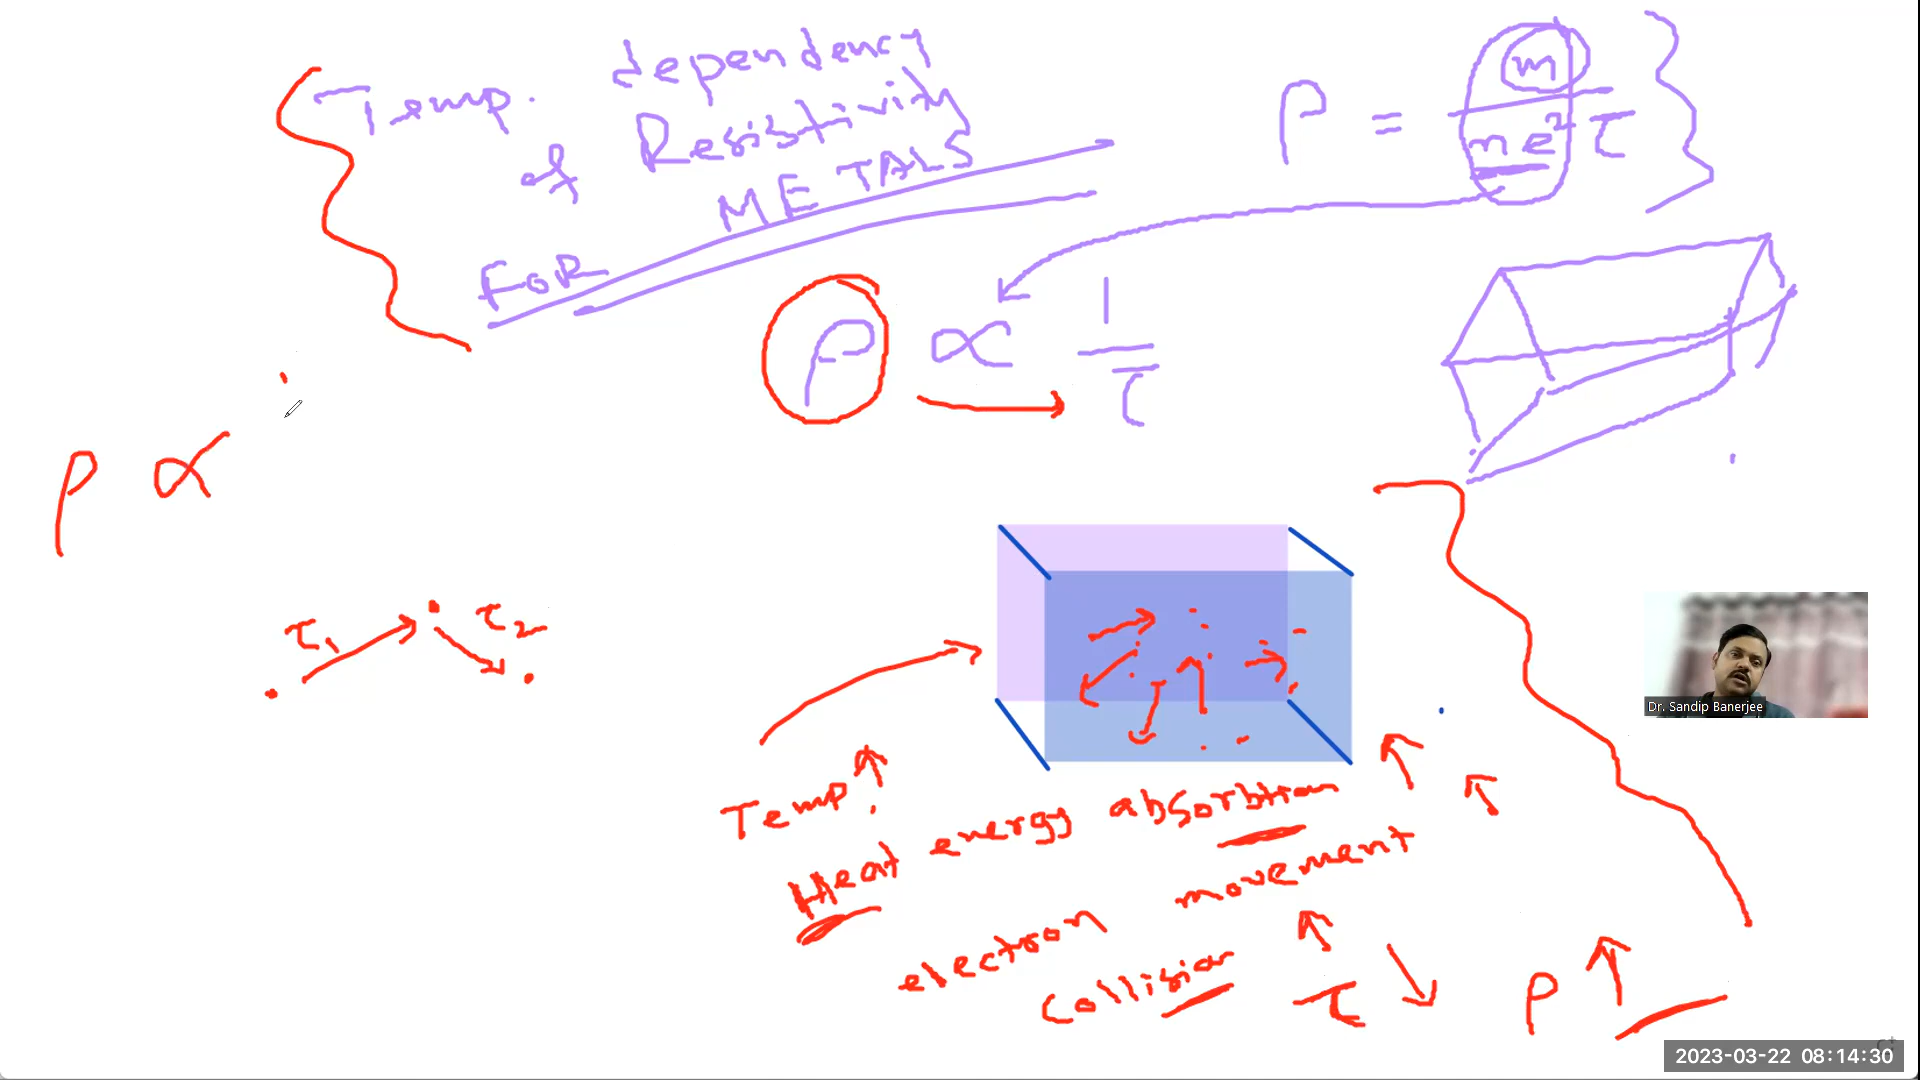 Temp. dependency
of Resistivity
FOR METALS
ρ = m / ne² τ
ρ ∝ 1 / τ
ρ ∝
τ₁ τ₂
Temp ↑
Heat energy absorbtion ↑
electron movement ↑
Collision ↑
τ ↓ ρ ↑
Dr. Sandip Banerjee
2023-03-22 08:14:30